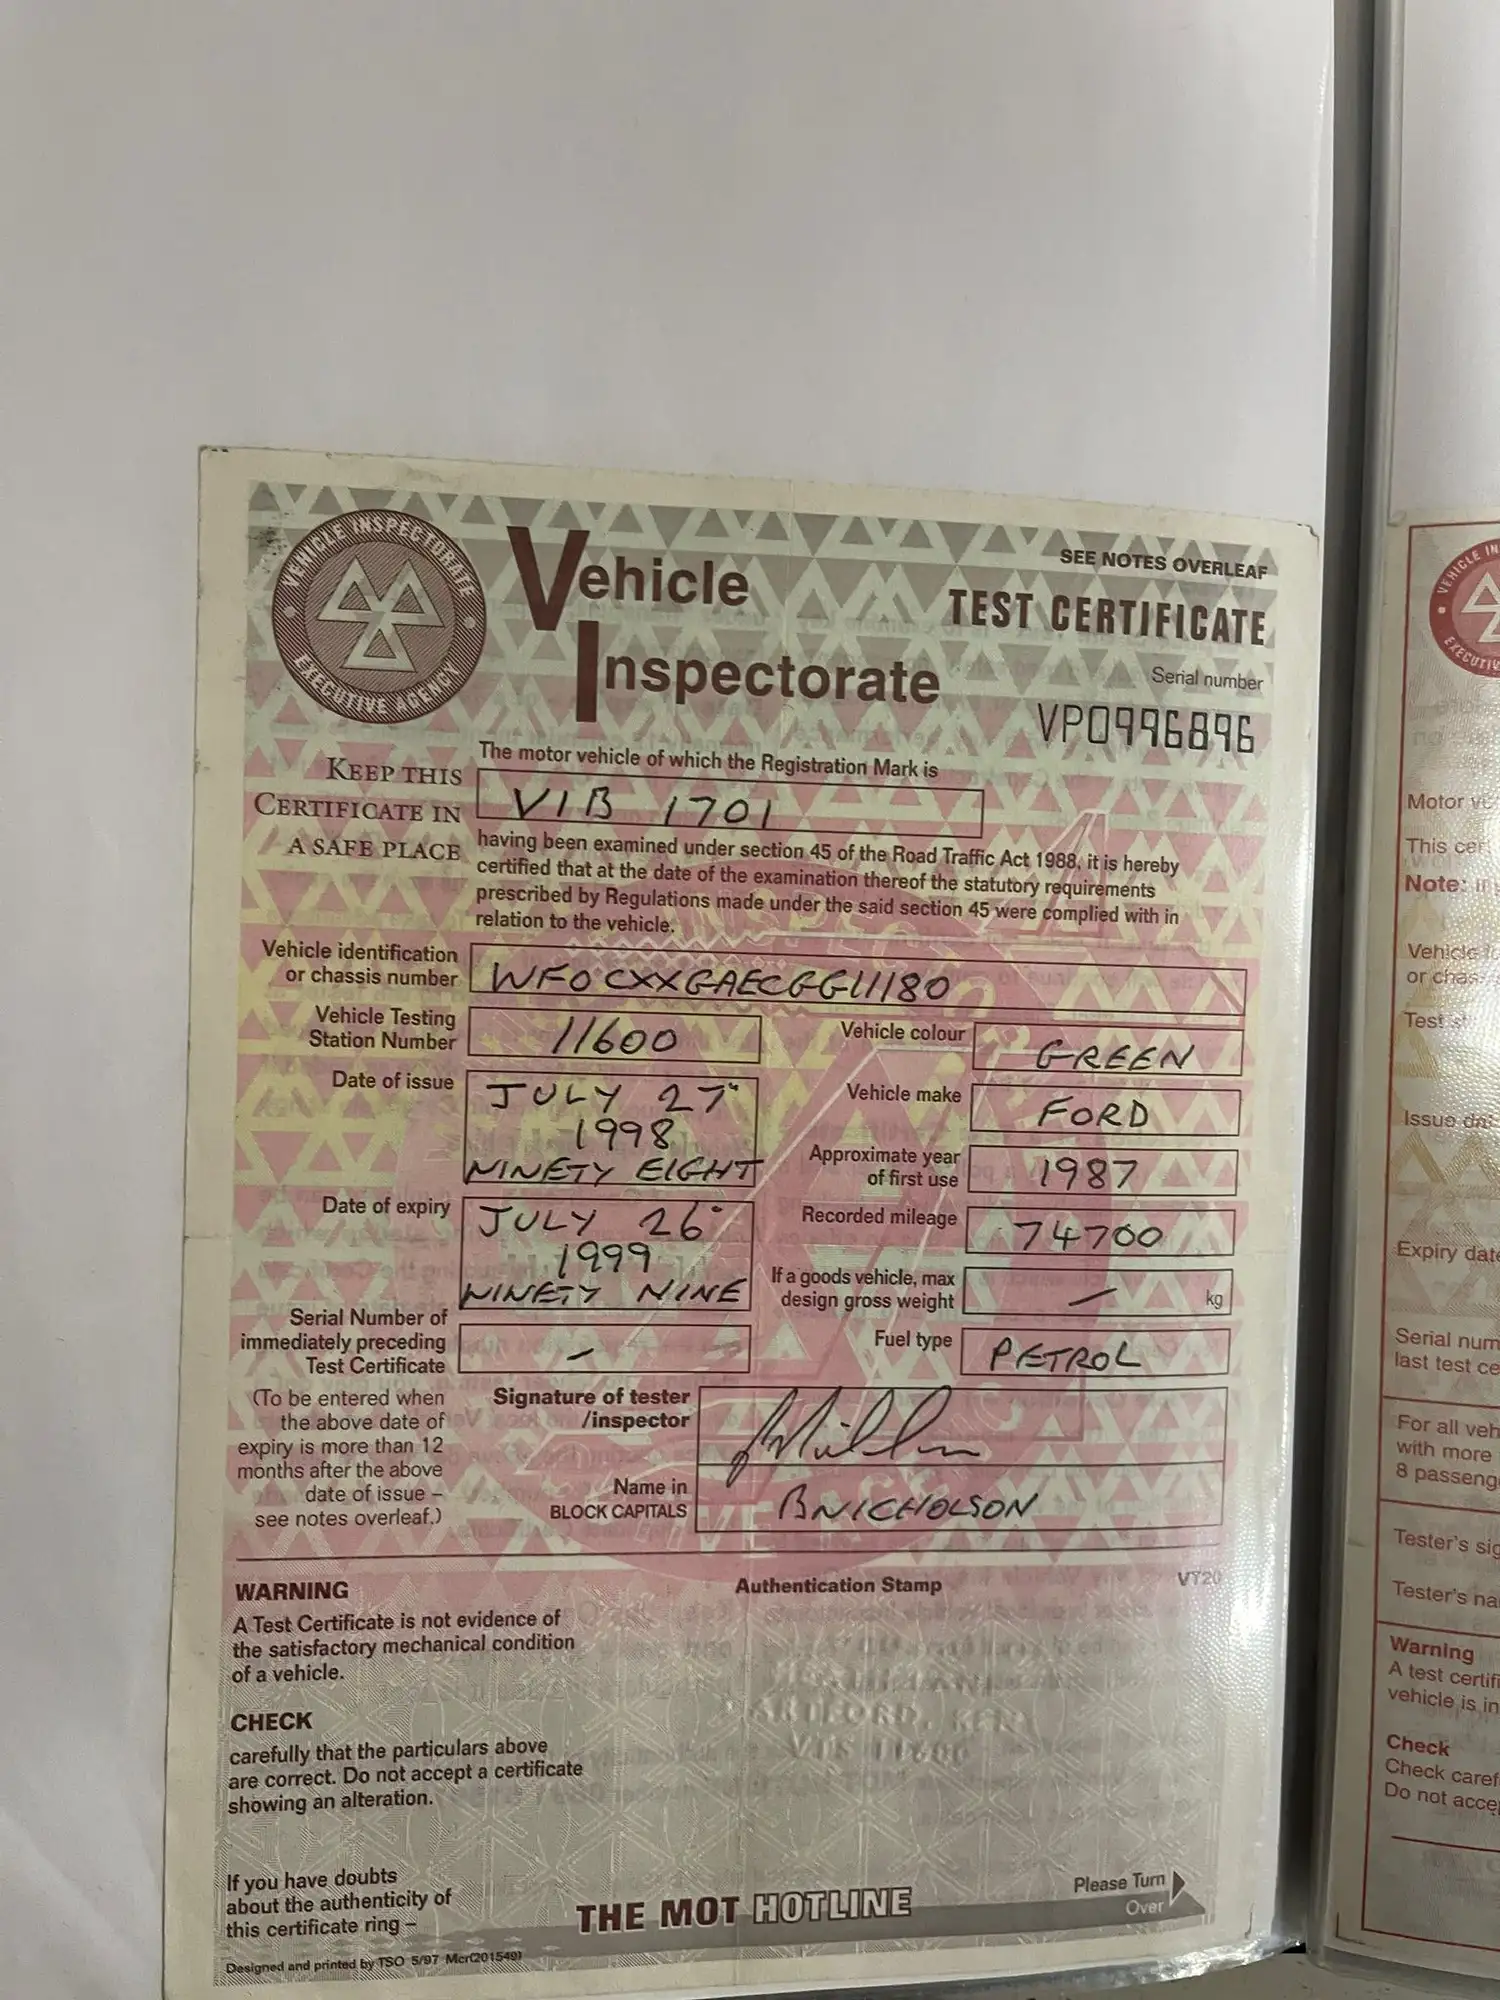 VEHICLE INSPECTORATE
EXECUTIVE AGENCY
Vehicle
Inspectorate
SEE NOTES OVERLEAF
TEST CERTIFICATE
Serial number
VP0996896
KEEP THIS
CERTIFICATE IN
A SAFE PLACE
The motor vehicle of which the Registration Mark is
VIB 1701
having been examined under section 45 of the Road Traffic Act 1988, it is hereby
certified that at the date of the examination thereof the statutory requirements
prescribed by Regulations made under the said section 45 were complied with in
relation to the vehicle.
Vehicle identification
or chassis number
WF0CXXGAECGG11180
Vehicle Testing
Station Number
11600
Vehicle colour
GREEN
Date of issue
JULY 27"
1998
NINETY EIGHT
Vehicle make
FORD
Approximate year
of first use
1987
Date of expiry
JULY 26"
1999
NINETY NINE
Recorded mileage
74700
If a goods vehicle, max
design gross weight
— kg
Serial Number of
immediately preceding
Test Certificate
—
Fuel type
PETROL
(To be entered when
the above date of
expiry is more than 12
months after the above
date of issue –
see notes overleaf.)
Signature of tester
/inspector
Name in
BLOCK CAPITALS
B NICHOLSON
WARNING
A Test Certificate is not evidence of
the satisfactory mechanical condition
of a vehicle.
Authentication Stamp
VT20
KENT
VTS 11600
CHECK
carefully that the particulars above
are correct. Do not accept a certificate
showing an alteration.
If you have doubts
about the authenticity of
this certificate ring –
THE MOT HOTLINE
Please Turn
Over
Designed and printed by TSO 5/97 Mcr(201549)
VEHICLE
Motor
This
Note:
Vehicle
or
Test
Issue
Expiry date
Serial
last test
For all
with more
8
Tester's
Tester's
Warning
A test
vehicle is in
Check
Check
Do not